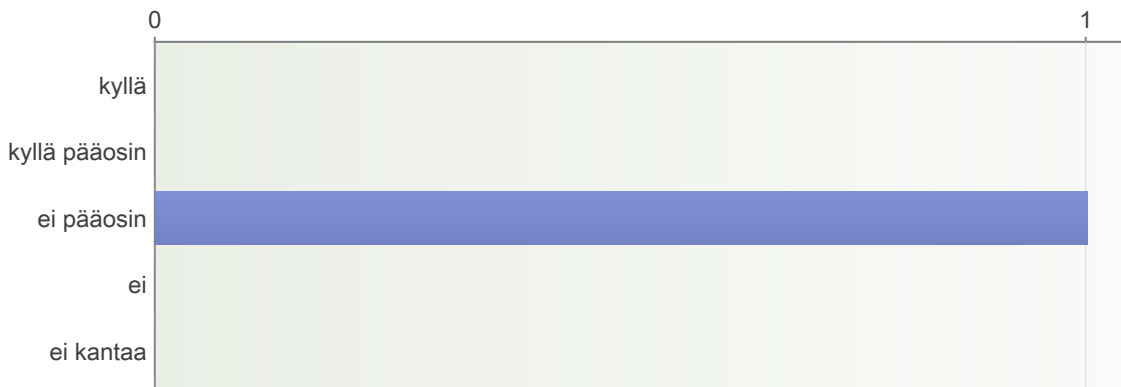 0 1
kyllä
kyllä pääosin
ei pääosin
ei
ei kantaa